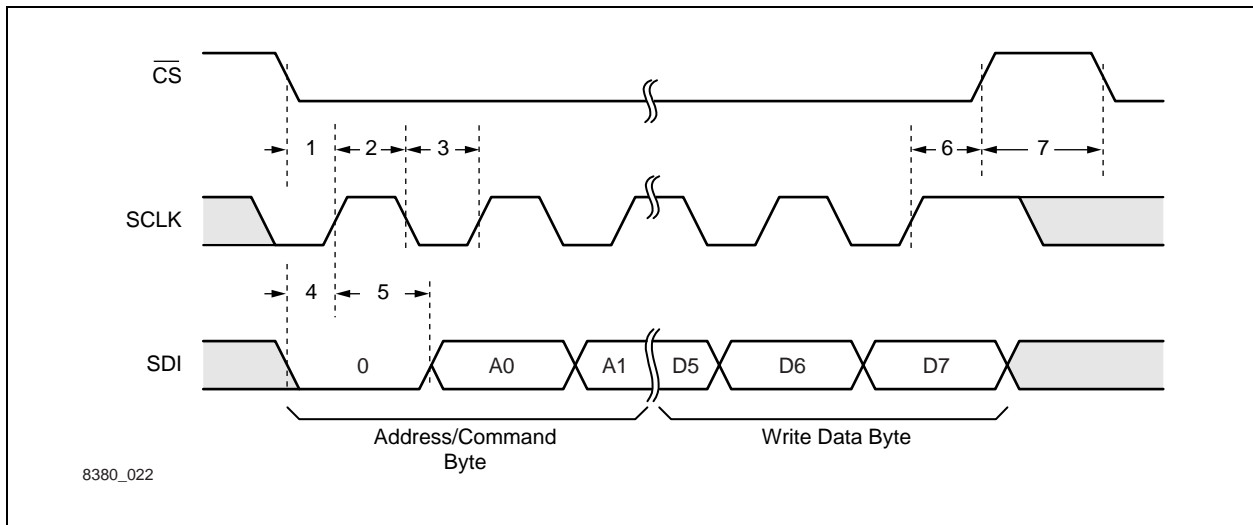 CS
1 2 3 6 7
SCLK
4 5
SDI 0 A0 A1 D5 D6 D7
Address/Command Byte
Write Data Byte
8380_022